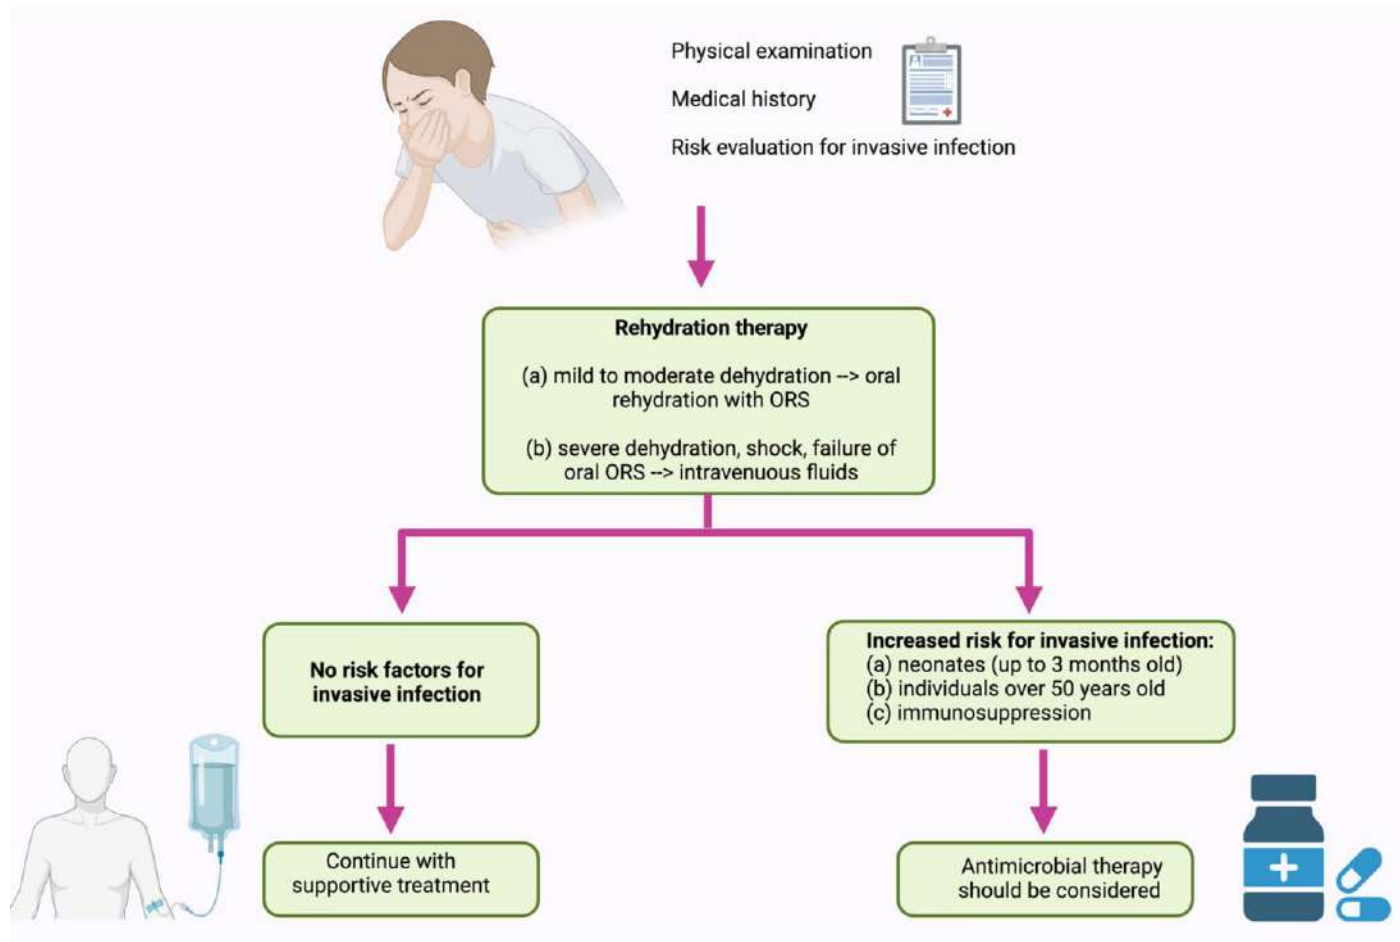 Physical examination
Medical history
Risk evaluation for invasive infection
Rehydration therapy
(a) mild to moderate dehydration --> oral
rehydration with ORS
(b) severe dehydration, shock, failure of
oral ORS --> intravenuous fluids
No risk factors for
invasive infection
Increased risk for invasive infection:
(a) neonates (up to 3 months old)
(b) individuals over 50 years old
(c) immunosuppression
Continue with
supportive treatment
Antimicrobial therapy
should be considered